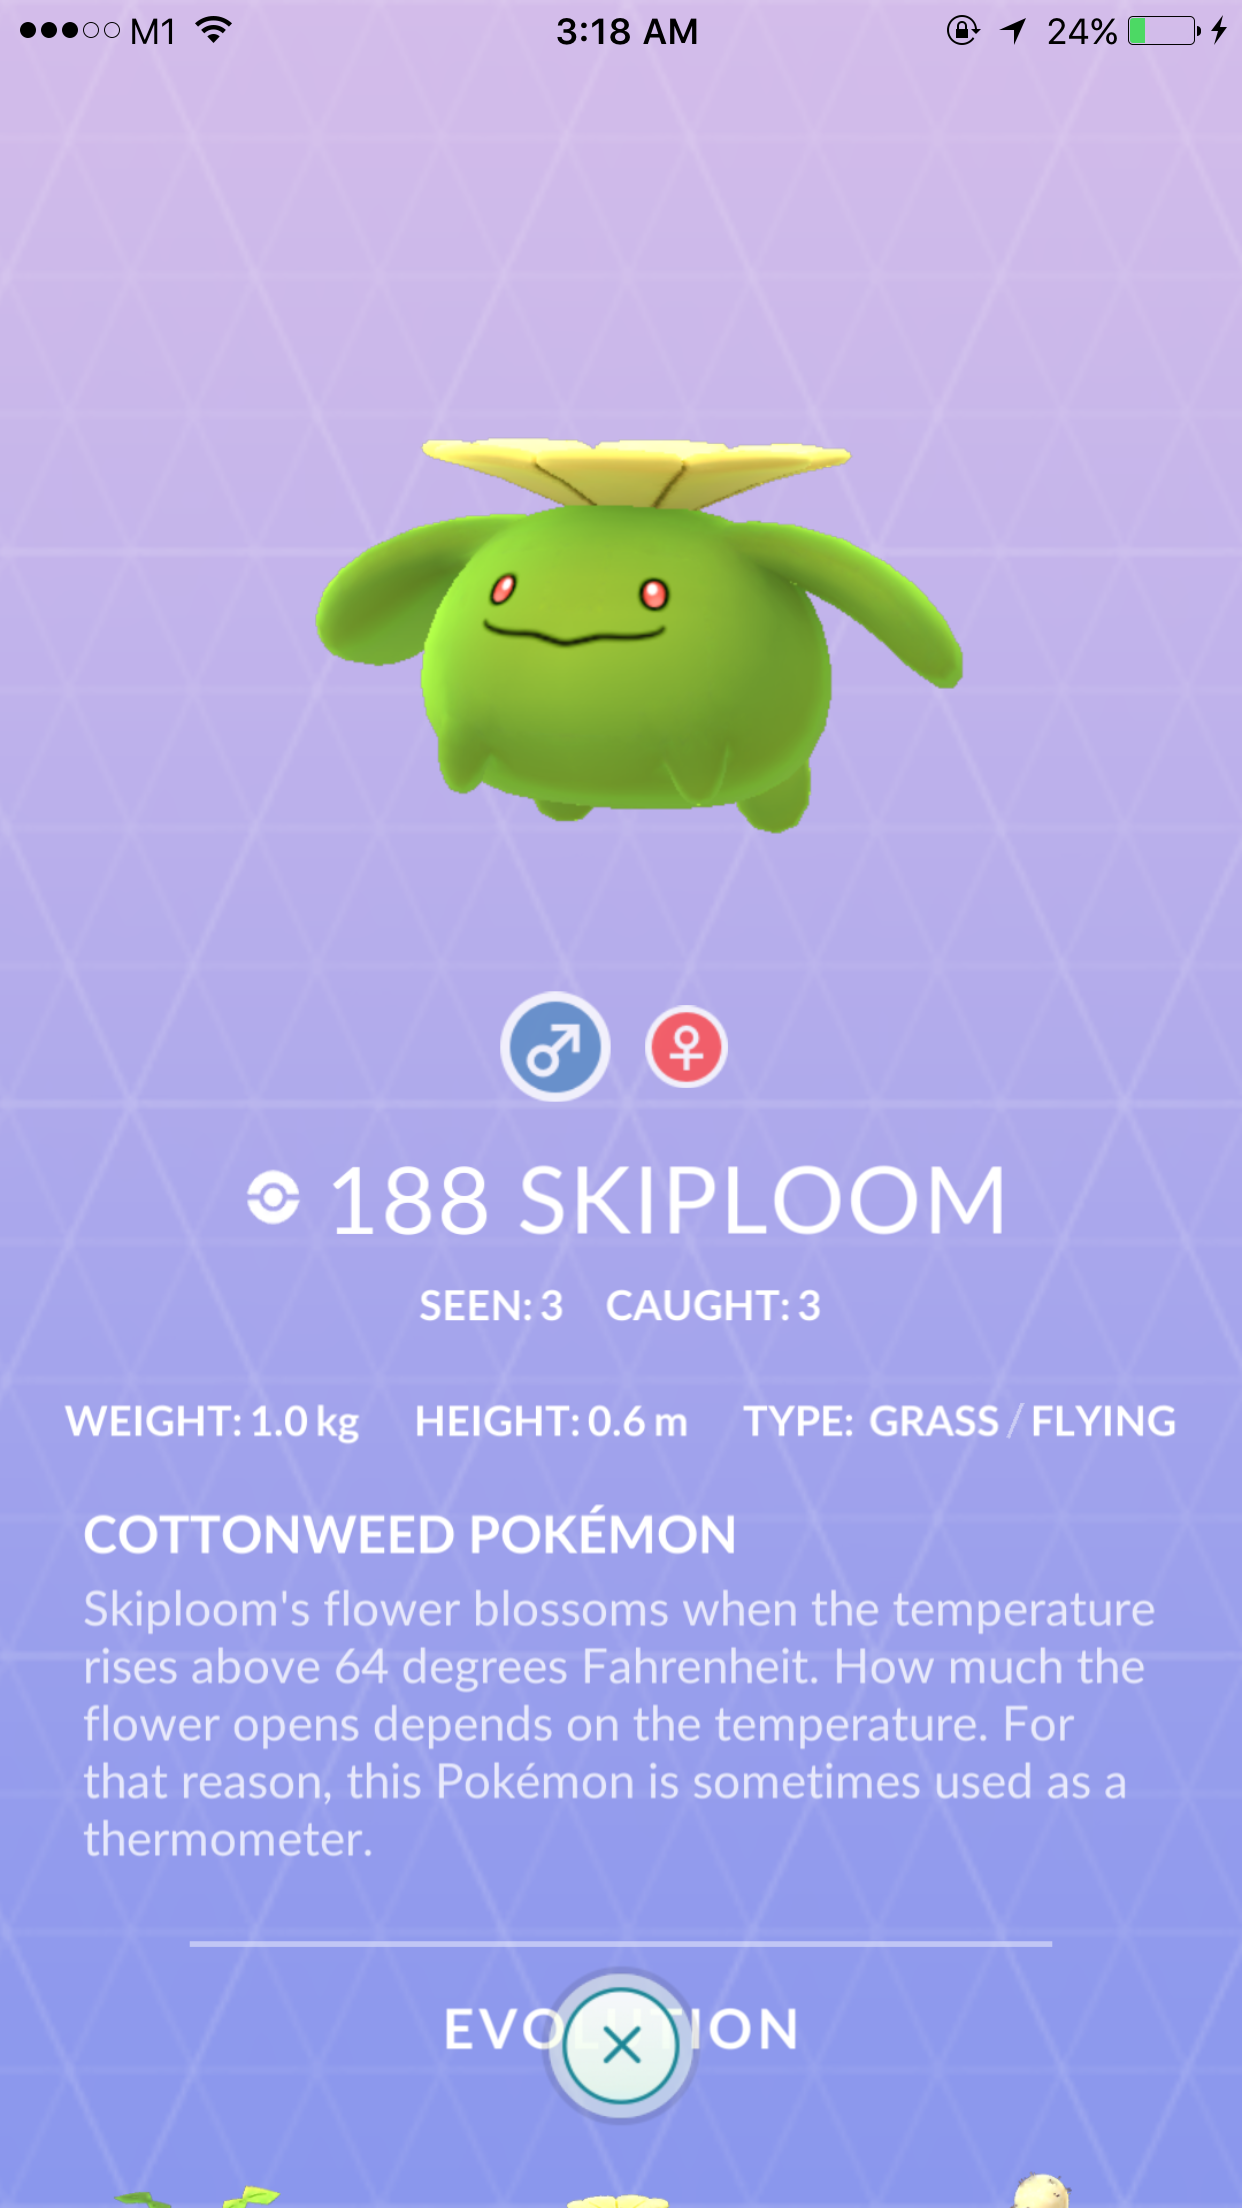 M1 3:18 AM 24%
188 SKIPLOOM
SEEN: 3 CAUGHT: 3
WEIGHT: 1.0 kg HEIGHT: 0.6 m TYPE: GRASS / FLYING
COTTONWEED POKÉMON
Skiploom's flower blossoms when the temperature
rises above 64 degrees Fahrenheit. How much the
flower opens depends on the temperature. For
that reason, this Pokémon is sometimes used as a
thermometer.
EVOLUTION